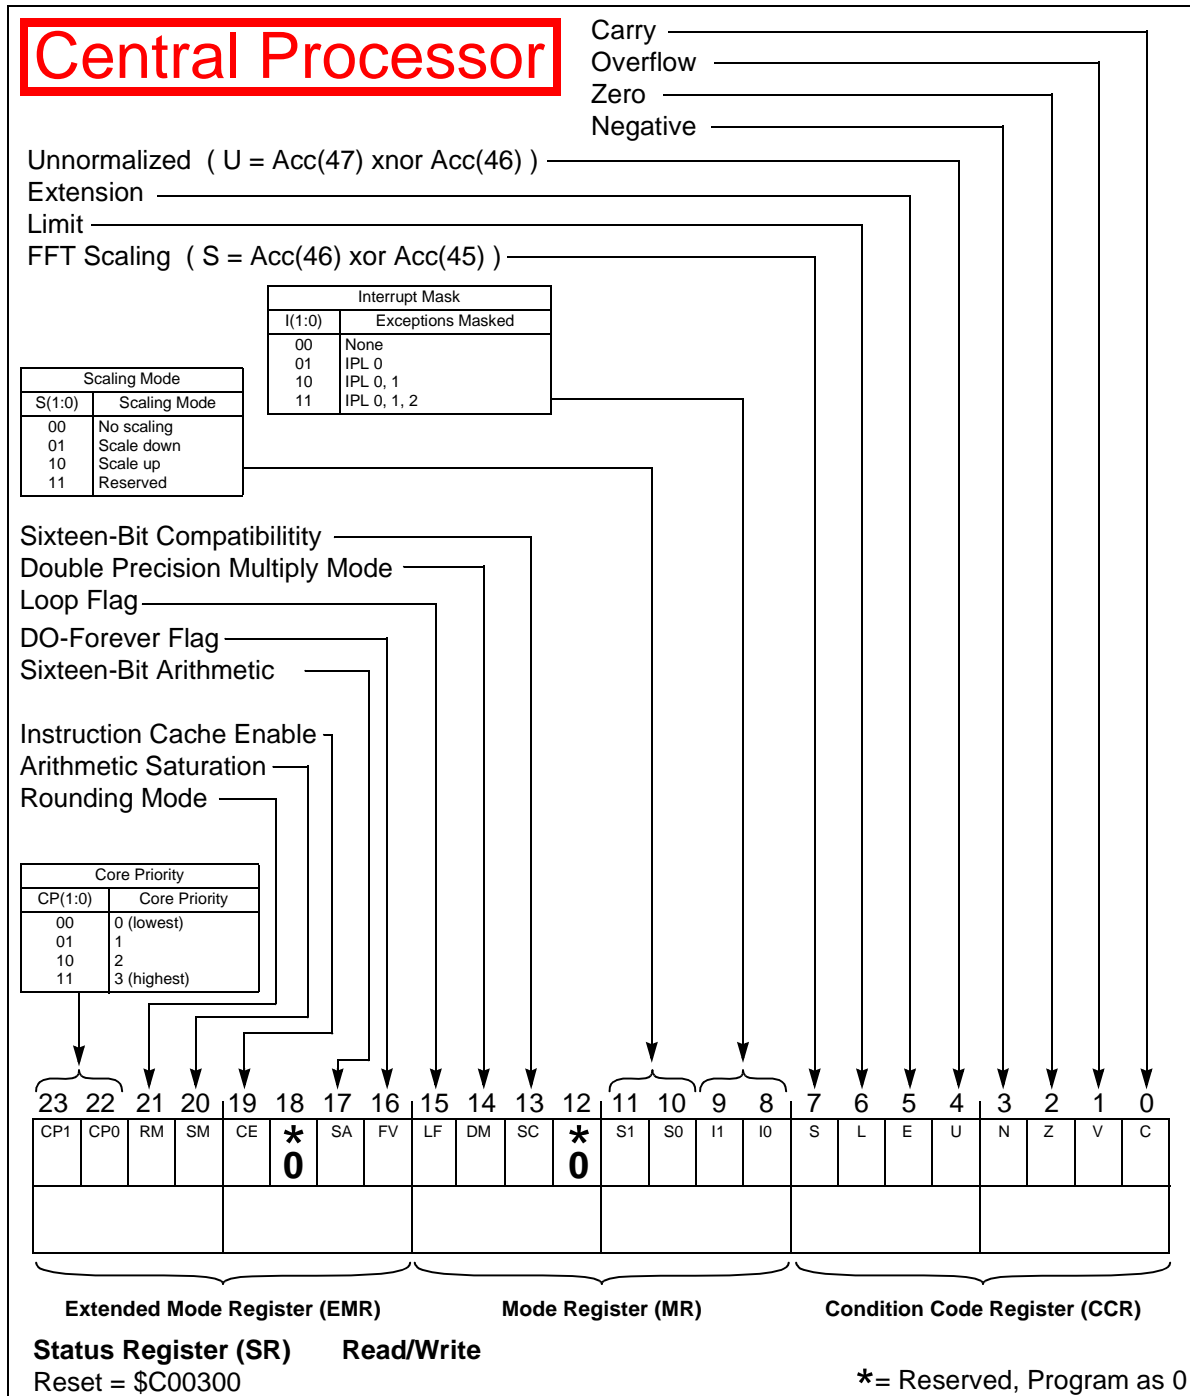 Central Processor
Carry
Overflow
Zero
Negative
Unnormalized ( U = Acc(47) xnor Acc(46) )
Extension
Limit
FFT Scaling ( S = Acc(46) xor Acc(45) )
Interrupt Mask
I(1:0) Exceptions Masked
00 None
01 IPL 0
10 IPL 0, 1
11 IPL 0, 1, 2
Scaling Mode
S(1:0) Scaling Mode
00 No scaling
01 Scale down
10 Scale up
11 Reserved
Sixteen-Bit Compatibilitity
Double Precision Multiply Mode
Loop Flag
DO-Forever Flag
Sixteen-Bit Arithmetic
Instruction Cache Enable
Arithmetic Saturation
Rounding Mode
Core Priority
CP(1:0) Core Priority
00 0 (lowest)
01 1
10 2
11 3 (highest)
23 22 21 20 19 18 17 16 15 14 13 12 11 10 9 8 7 6 5 4 3 2 1 0
CP1 CP0 RM SM CE * SA FV LF DM SC * S1 S0 I1 I0 S L E U N Z V C
0 0
Extended Mode Register (EMR) Mode Register (MR) Condition Code Register (CCR)
Status Register (SR) Read/Write
Reset = $C00300
*= Reserved, Program as 0